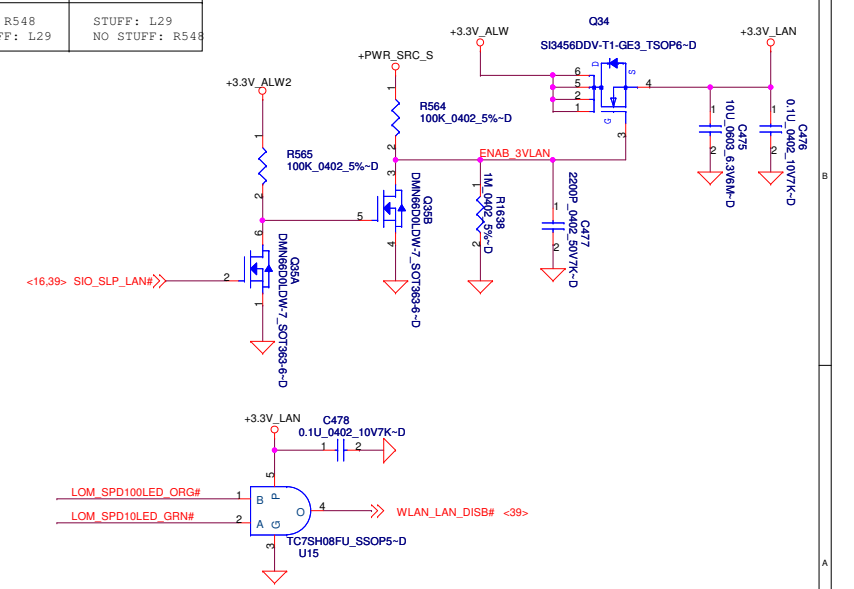 R548
FF: L29
STUFF: L29
NO STUFF: R548
Q34
SI3456DDV-T1-GE3_TSOP6~D
+3.3V_ALW
+3.3V_LAN
D
S
G
6
5
2
1
4
3
+PWR_SRC_S
+3.3V_ALW2
1
R564
100K_0402_5%~D
2
1
R565
100K_0402_5%~D
2
ENAB_3VLAN
3
5
4
Q35B
DMN66D0LDW-7_SOT363-6~D
1
R1638
1M_0402_5%~D
2
1
C477
2200P_0402_50V7K~D
2
1
C475
10U_0603_6.3V6M~D
2
1
C476
0.1U_0402_10V7K~D
2
B
<16,39> SIO_SLP_LAN#
2
6
1
Q35A
DMN66D0LDW-7_SOT363-6~D
+3.3V_LAN
C478
0.1U_0402_10V7K~D
1
2
5
LOM_SPD100LED_ORG#
1
B
P
LOM_SPD10LED_GRN#
2
A
G
O
4
WLAN_LAN_DISB# <39>
3
TC7SH08FU_SSOP5~D
U15
A